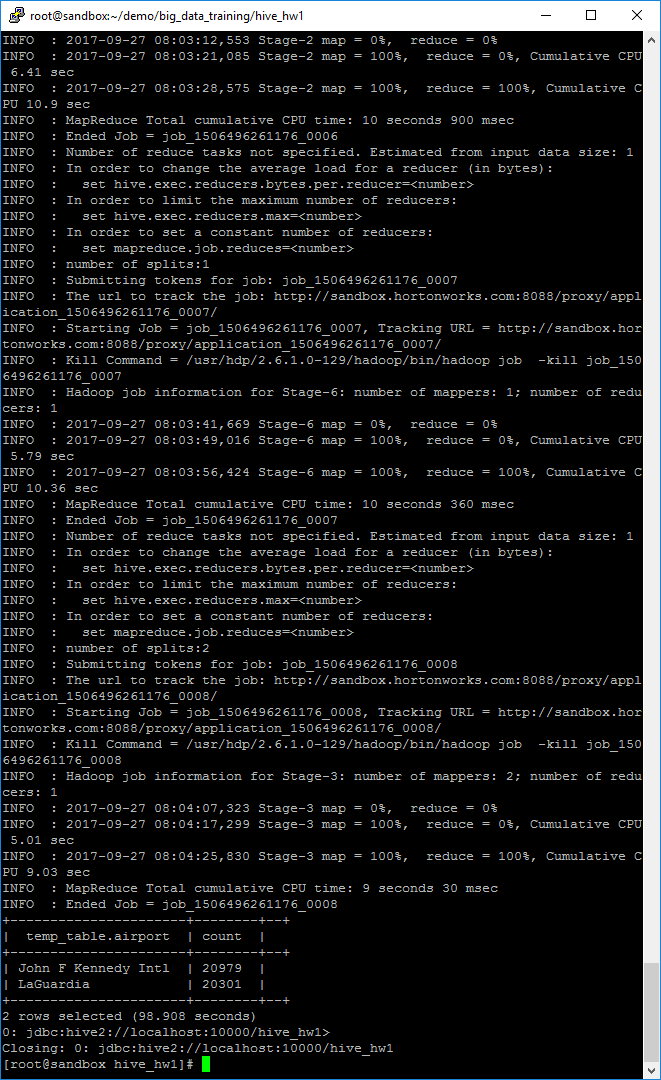 root@sandbox:~/demo/big_data_training/hive_hw1
INFO  : 2017-09-27 08:03:12,553 Stage-2 map = 0%,  reduce = 0%
INFO  : 2017-09-27 08:03:21,085 Stage-2 map = 100%,  reduce = 0%, Cumulative CPU
 6.41 sec
INFO  : 2017-09-27 08:03:28,575 Stage-2 map = 100%,  reduce = 100%, Cumulative C
PU 10.9 sec
INFO  : MapReduce Total cumulative CPU time: 10 seconds 900 msec
INFO  : Ended Job = job_1506496261176_0006
INFO  : Number of reduce tasks not specified. Estimated from input data size: 1
INFO  : In order to change the average load for a reducer (in bytes):
INFO  :   set hive.exec.reducers.bytes.per.reducer=<number>
INFO  : In order to limit the maximum number of reducers:
INFO  :   set hive.exec.reducers.max=<number>
INFO  : In order to set a constant number of reducers:
INFO  :   set mapreduce.job.reduces=<number>
INFO  : number of splits:1
INFO  : Submitting tokens for job: job_1506496261176_0007
INFO  : The url to track the job: http://sandbox.hortonworks.com:8088/proxy/appl
ication_1506496261176_0007/
INFO  : Starting Job = job_1506496261176_0007, Tracking URL = http://sandbox.hor
tonworks.com:8088/proxy/application_1506496261176_0007/
INFO  : Kill Command = /usr/hdp/2.6.1.0-129/hadoop/bin/hadoop job  -kill job_150
6496261176_0007
INFO  : Hadoop job information for Stage-6: number of mappers: 1; number of redu
cers: 1
INFO  : 2017-09-27 08:03:41,669 Stage-6 map = 0%,  reduce = 0%
INFO  : 2017-09-27 08:03:49,016 Stage-6 map = 100%,  reduce = 0%, Cumulative CPU
 5.79 sec
INFO  : 2017-09-27 08:03:56,424 Stage-6 map = 100%,  reduce = 100%, Cumulative C
PU 10.36 sec
INFO  : MapReduce Total cumulative CPU time: 10 seconds 360 msec
INFO  : Ended Job = job_1506496261176_0007
INFO  : Number of reduce tasks not specified. Estimated from input data size: 1
INFO  : In order to change the average load for a reducer (in bytes):
INFO  :   set hive.exec.reducers.bytes.per.reducer=<number>
INFO  : In order to limit the maximum number of reducers:
INFO  :   set hive.exec.reducers.max=<number>
INFO  : In order to set a constant number of reducers:
INFO  :   set mapreduce.job.reduces=<number>
INFO  : number of splits:2
INFO  : Submitting tokens for job: job_1506496261176_0008
INFO  : The url to track the job: http://sandbox.hortonworks.com:8088/proxy/appl
ication_1506496261176_0008/
INFO  : Starting Job = job_1506496261176_0008, Tracking URL = http://sandbox.hor
tonworks.com:8088/proxy/application_1506496261176_0008/
INFO  : Kill Command = /usr/hdp/2.6.1.0-129/hadoop/bin/hadoop job  -kill job_150
6496261176_0008
INFO  : Hadoop job information for Stage-3: number of mappers: 2; number of redu
cers: 1
INFO  : 2017-09-27 08:04:07,323 Stage-3 map = 0%,  reduce = 0%
INFO  : 2017-09-27 08:04:17,299 Stage-3 map = 100%,  reduce = 0%, Cumulative CPU
 5.01 sec
INFO  : 2017-09-27 08:04:25,830 Stage-3 map = 100%,  reduce = 100%, Cumulative C
PU 9.03 sec
INFO  : MapReduce Total cumulative CPU time: 9 seconds 30 msec
INFO  : Ended Job = job_1506496261176_0008
+----------------------+--------+--+
|  temp_table.airport  | count  |
+----------------------+--------+--+
| John F Kennedy Intl  | 20979  |
| LaGuardia            | 20301  |
+----------------------+--------+--+
2 rows selected (98.908 seconds)
0: jdbc:hive2://localhost:10000/hive_hw1>
Closing: 0: jdbc:hive2://localhost:10000/hive_hw1
[root@sandbox hive_hw1]#